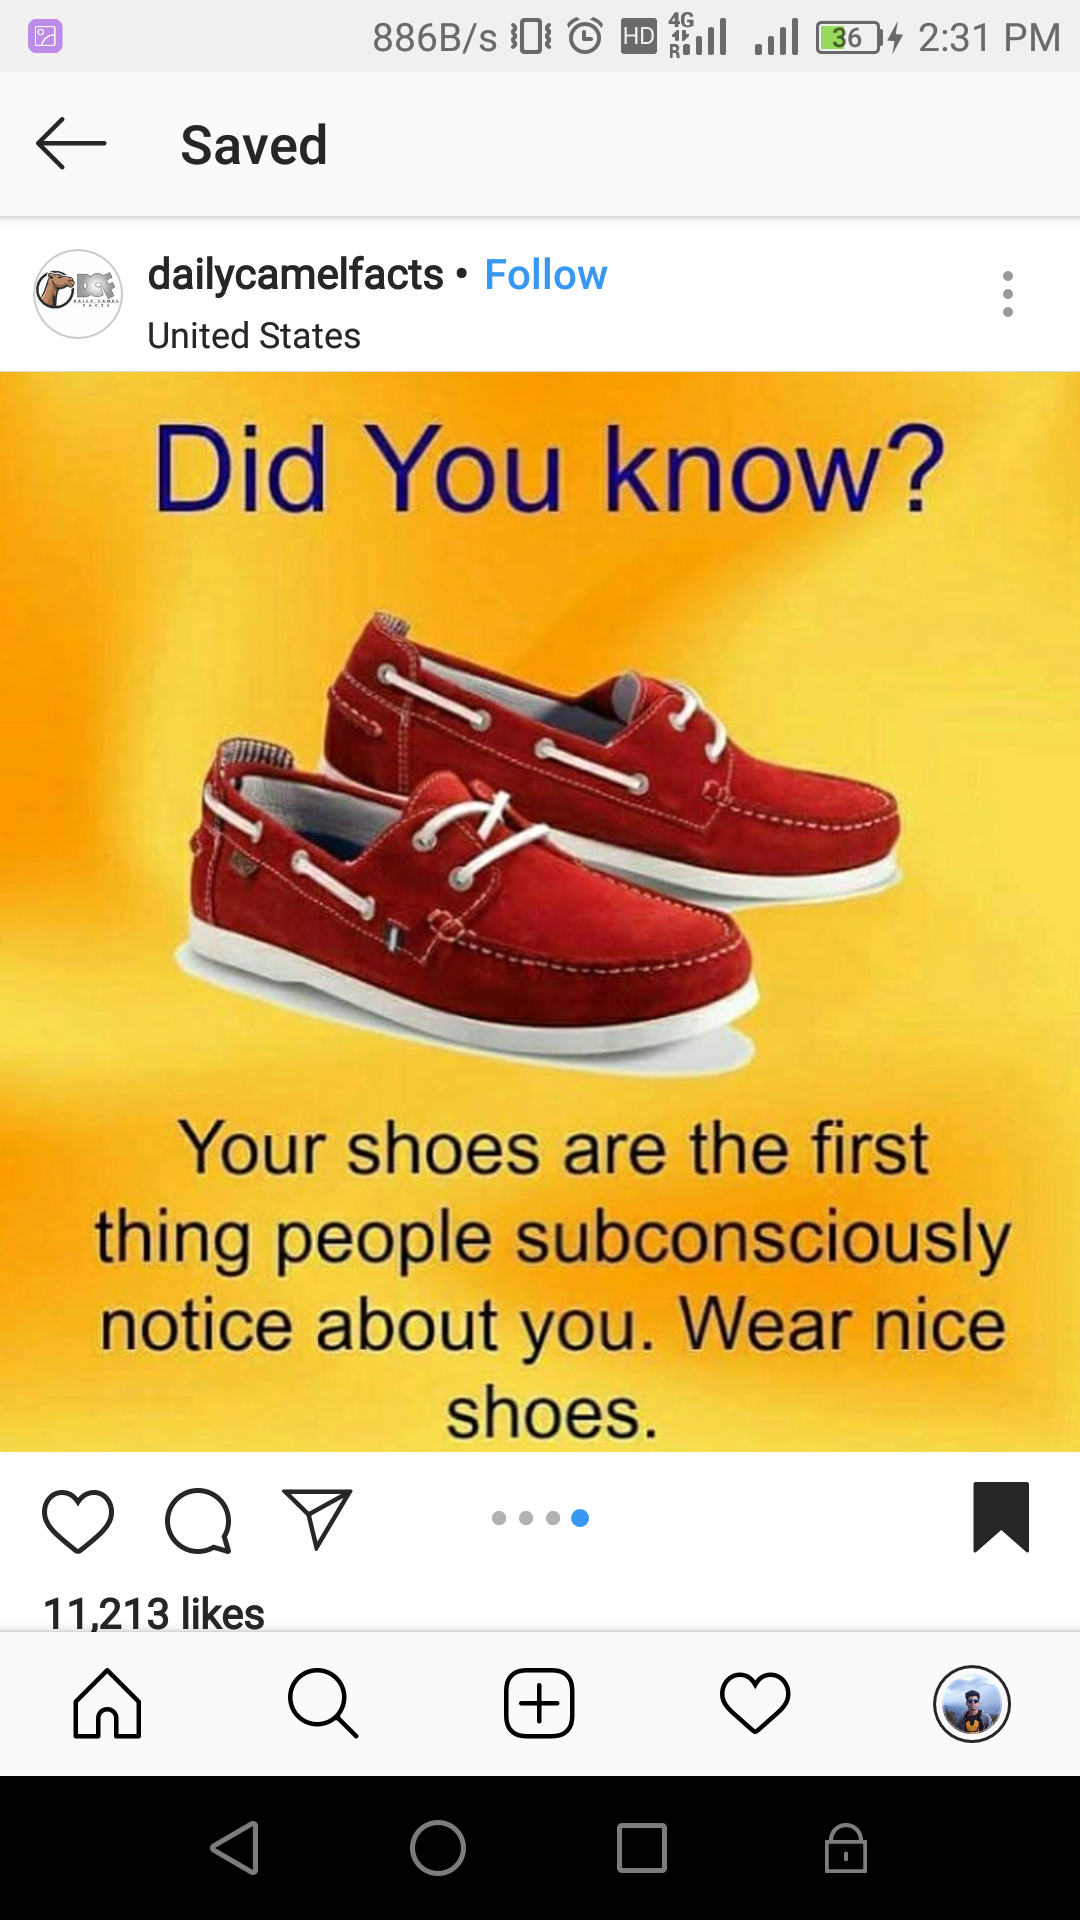 886B/s HD 4G R 36 2:31 PM
Saved
dailycamelfacts • Follow
United States
Did You know?
Your shoes are the first
thing people subconsciously
notice about you. Wear nice
shoes.
11,213 likes